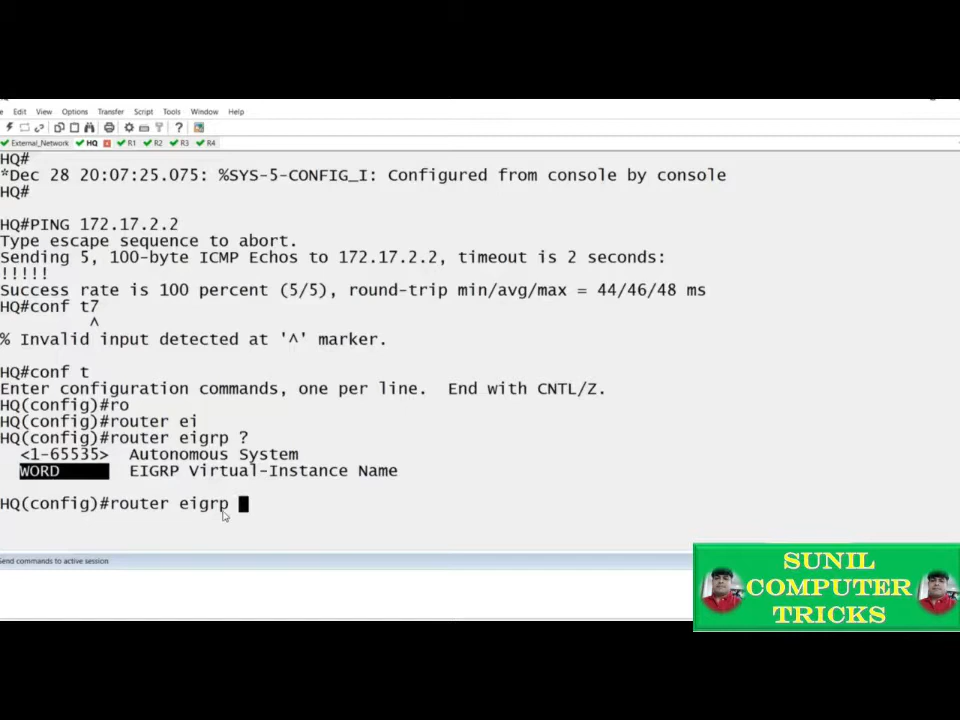 Edit View Options Transfer Script Tools Window Help
External_Network HQ R1 R2 R3 R4
HQ#
*Dec 28 20:07:25.075: %SYS-5-CONFIG_I: Configured from console by console
HQ#
HQ#PING 172.17.2.2
Type escape sequence to abort.
Sending 5, 100-byte ICMP Echos to 172.17.2.2, timeout is 2 seconds:
!!!!!
Success rate is 100 percent (5/5), round-trip min/avg/max = 44/46/48 ms
HQ#conf t7
^
% Invalid input detected at '^' marker.
HQ#conf t
Enter configuration commands, one per line. End with CNTL/Z.
HQ(config)#ro
HQ(config)#router ei
HQ(config)#router eigrp ?
<1-65535> Autonomous System
WORD EIGRP Virtual-Instance Name
HQ(config)#router eigrp
Send commands to active session
SUNIL
COMPUTER
TRICKS